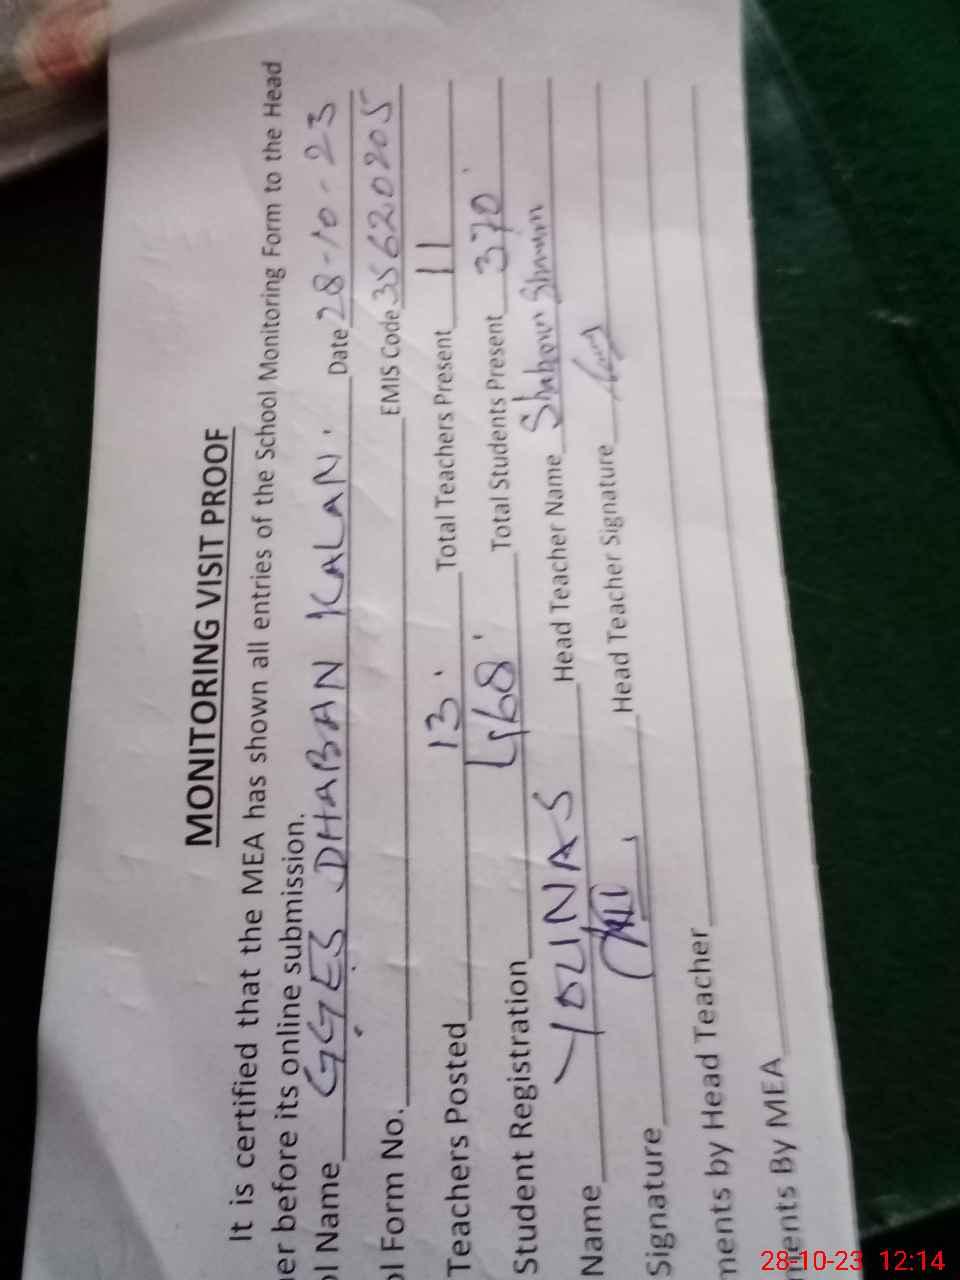 MONITORING VISIT PROOF
It is certified that the MEA has shown all entries of the School Monitoring Form to the Head
er before its online submission.
ol Name GGES DHABAN KALAN. Date 28-10-23
ol Form No. EMIS Code 35620205
Teachers Posted 13. Total Teachers Present 11
Student Registration 468 Total Students Present 370
Name YOUNAS Head Teacher Name
Signature Head Teacher Signature
ments by Head Teacher
ments By MEA
28-10-23 12:14